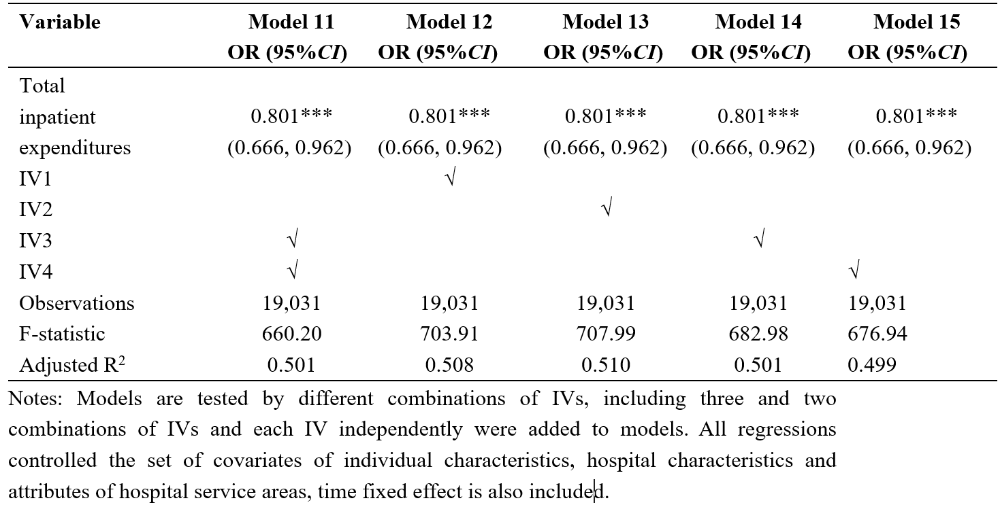 Variable Model 11 Model 12 Model 13 Model 14 Model 15
OR (95%CI) OR (95%CI) OR (95%CI) OR (95%CI) OR (95%CI)
Total
inpatient 0.801*** 0.801*** 0.801*** 0.801*** 0.801***
expenditures (0.666, 0.962) (0.666, 0.962) (0.666, 0.962) (0.666, 0.962) (0.666, 0.962)
IV1 √
IV2 √
IV3 √ √
IV4 √ √
Observations 19,031 19,031 19,031 19,031 19,031
F-statistic 660.20 703.91 707.99 682.98 676.94
Adjusted R² 0.501 0.508 0.510 0.501 0.499
Notes: Models are tested by different combinations of IVs, including three and two
combinations of IVs and each IV independently were added to models. All regressions
controlled the set of covariates of individual characteristics, hospital characteristics and
attributes of hospital service areas, time fixed effect is also included.